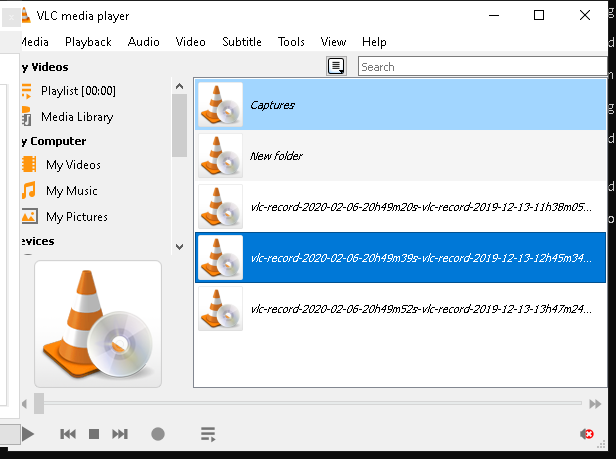 VLC media player
Media Playback Audio Video Subtitle Tools View Help
y Videos
Search
Playlist [00:00]
Media Library
y Computer
My Videos
My Music
My Pictures
evices
Captures
New folder
vlc-record-2020-02-06-20h49m20s-vlc-record-2019-12-13-11h38m05...
vlc-record-2020-02-06-20h49m39s-vlc-record-2019-12-13-12h45m34...
vlc-record-2020-02-06-20h49m52s-vlc-record-2019-12-13-13h47m24...